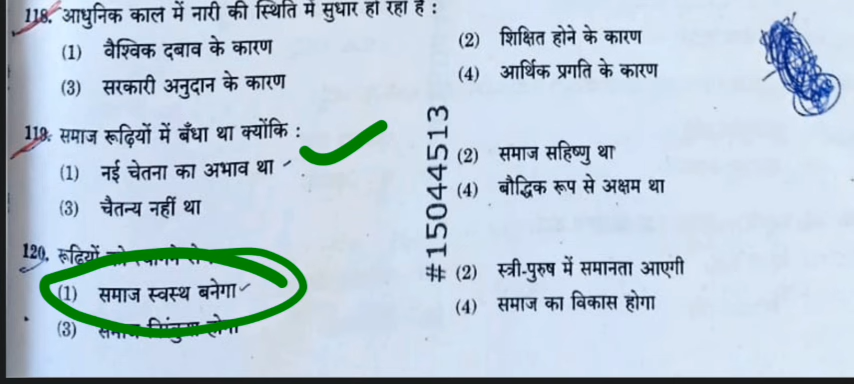 118. आधुनिक काल में नारी की स्थिति में सुधार हो रहा है :
(1) वैश्विक दबाव के कारण
(2) शिक्षित होने के कारण
(3) सरकारी अनुदान के कारण
(4) आर्थिक प्रगति के कारण
119. समाज रूढ़ियों में बँधा था क्योंकि :
(1) नई चेतना का अभाव था
(2) समाज सहिष्णु था
(3) चैतन्य नहीं था
(4) बौद्धिक रूप से अक्षम था
120. रूढ़ियों को त्यागने से
(1) समाज स्वस्थ बनेगा
(2) स्त्री-पुरुष में समानता आएगी
(3) समाज होगा
(4) समाज का विकास होगा
#15044513